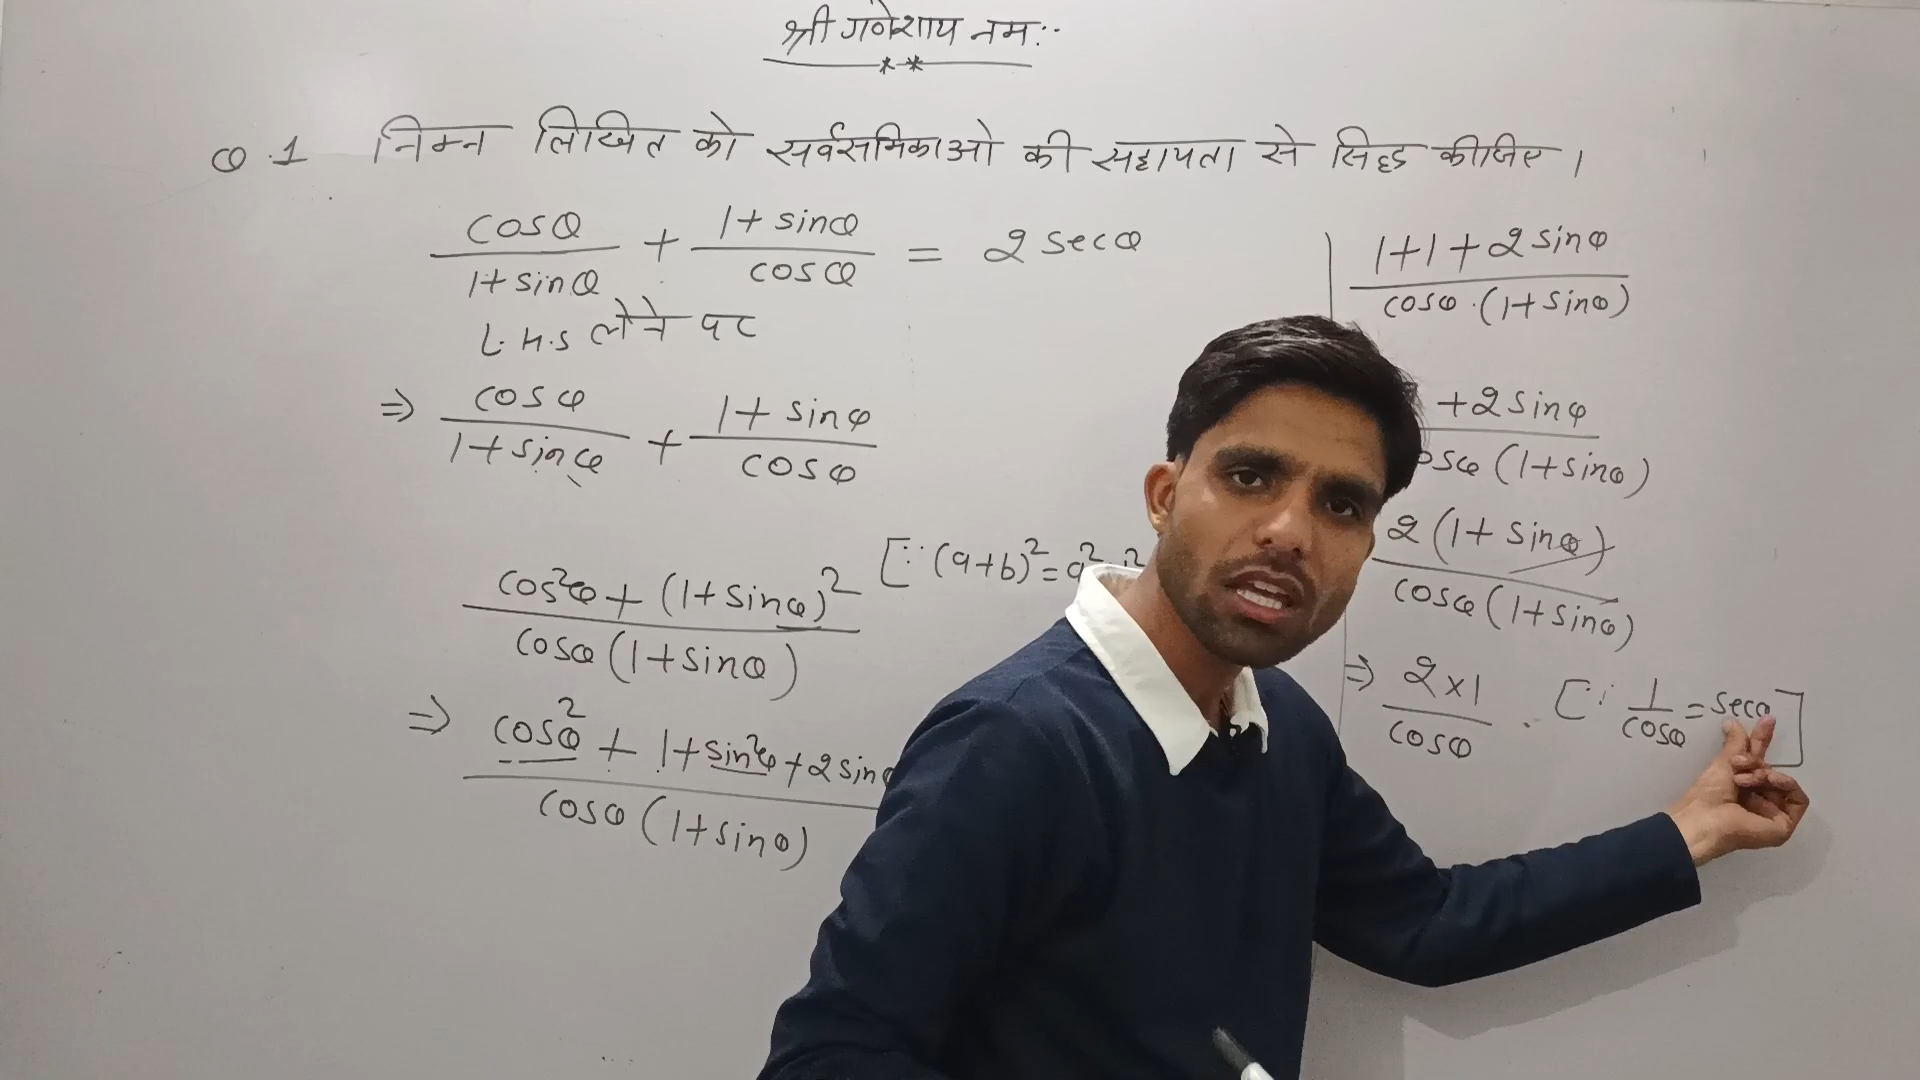 श्री गणेशाय नमः
Q.1 निम्न लिखित को सर्वसमिकाओ की सहायता से सिद्ध कीजिए।
cosθ/(1+sinθ) + (1+sinθ)/cosθ = 2 secθ
L.H.S लेने पर
⇒ cosθ/(1+sinθ) + (1+sinθ)/cosθ
[∵ (a+b)²=a²
(cos²θ + (1+sinθ)²)/(cosθ(1+sinθ))
⇒ (cosθ² + 1+sin²θ+2sinθ)/(cosθ(1+sinθ))
(1+1+2sinθ)/(cosθ.(1+sinθ))
+2sinθ/(osθ(1+sinθ))
2(1+sinθ)/(cosθ(1+sinθ))
⇒ (2×1)/cosθ . [∵ 1/cosθ=secθ]